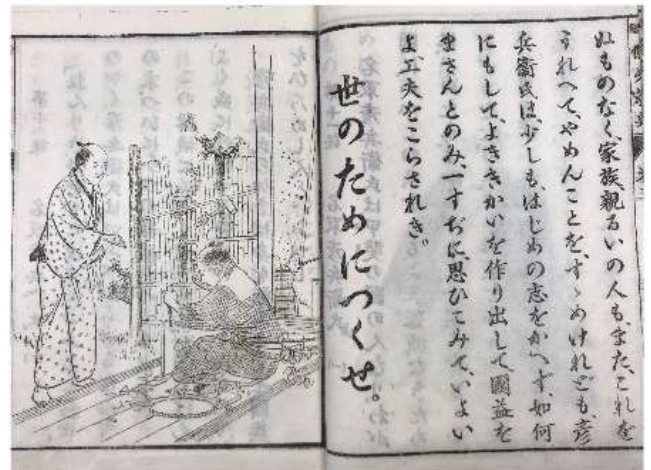 ぬものなく、家族、親るいの人も、また、これを
うれへて、やめんことを、すゝめけれども、彦
兵衞氏は、少しも、はじめの志をかへず、如何
にもして、よききかいを作り出して、國益を
まさんとのみ、一すぢに、思ひこみて、いよい
よ、工夫をこらされき。
世のためにつくせ。